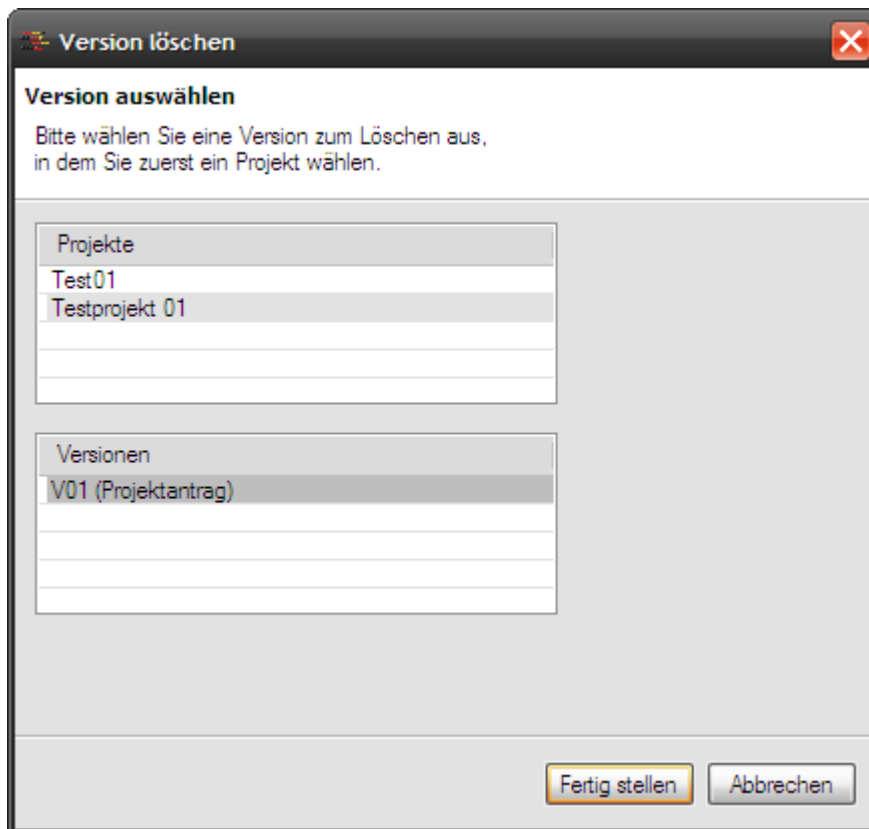 Version löschen
Version auswählen
Bitte wählen Sie eine Version zum Löschen aus,
in dem Sie zuerst ein Projekt wählen.
Projekte
Test01
Testprojekt 01
Versionen
V01 (Projektantrag)
Fertig stellen
Abbrechen